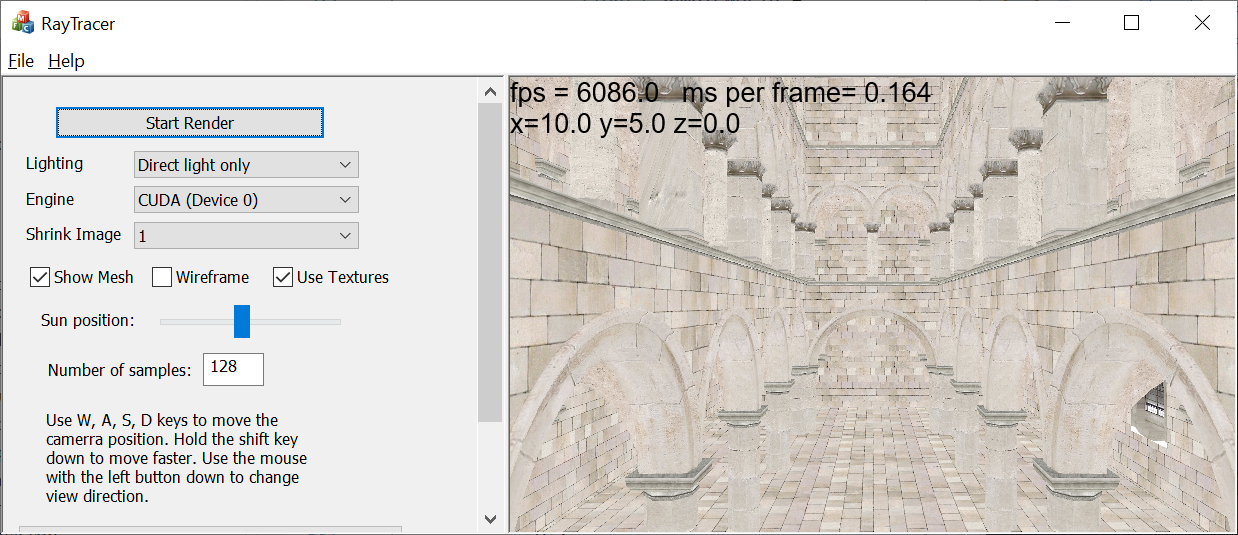 RayTracer
File Help
Start Render
Lighting Direct light only
Engine CUDA (Device 0)
Shrink Image 1
Show Mesh Wireframe Use Textures
Sun position:
Number of samples: 128
Use W, A, S, D keys to move the
camerra position. Hold the shift key
down to move faster. Use the mouse
with the left button down to change
view direction.
fps = 6086.0 ms per frame= 0.164
x=10.0 y=5.0 z=0.0